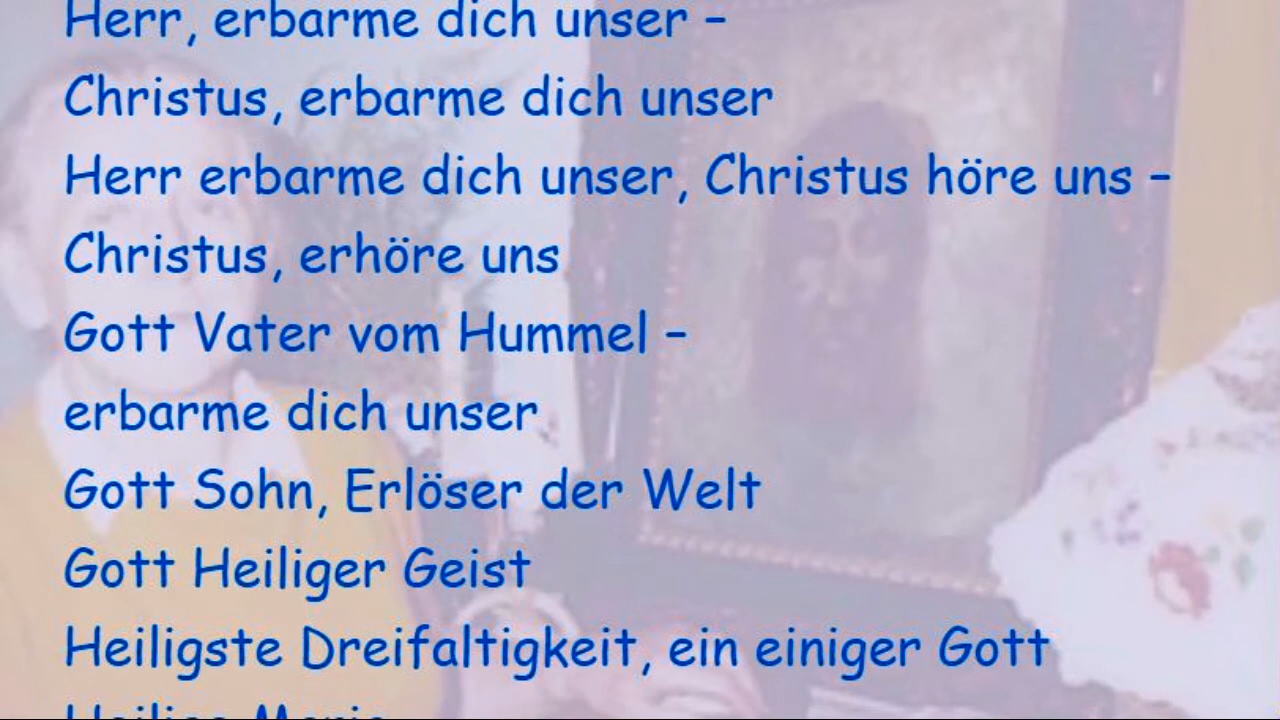 Herr, erbarme dich unser –
Christus, erbarme dich unser
Herr erbarme dich unser, Christus höre uns –
Christus, erhöre uns
Gott Vater vom Hummel –
erbarme dich unser
Gott Sohn, Erlöser der Welt
Gott Heiliger Geist
Heiligste Dreifaltigkeit, ein einiger Gott